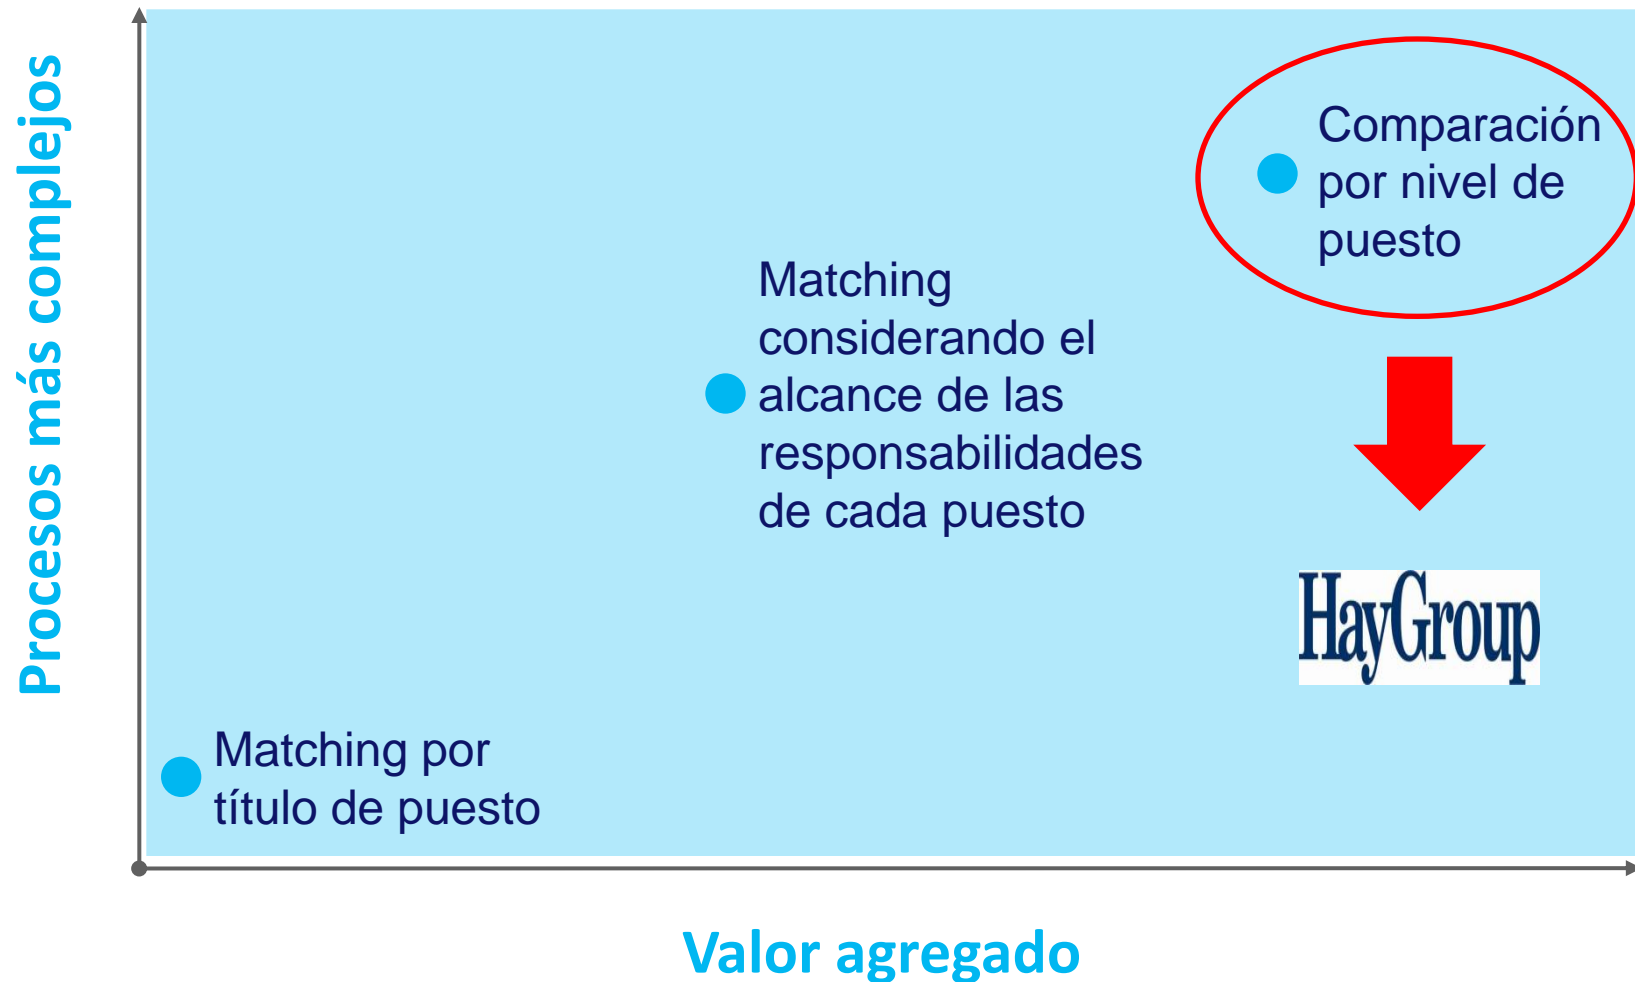 Procesos más complejos
Comparación
por nivel de
puesto
Matching
considerando el
alcance de las
responsabilidades
de cada puesto
HayGroup
Matching por
título de puesto
Valor agregado